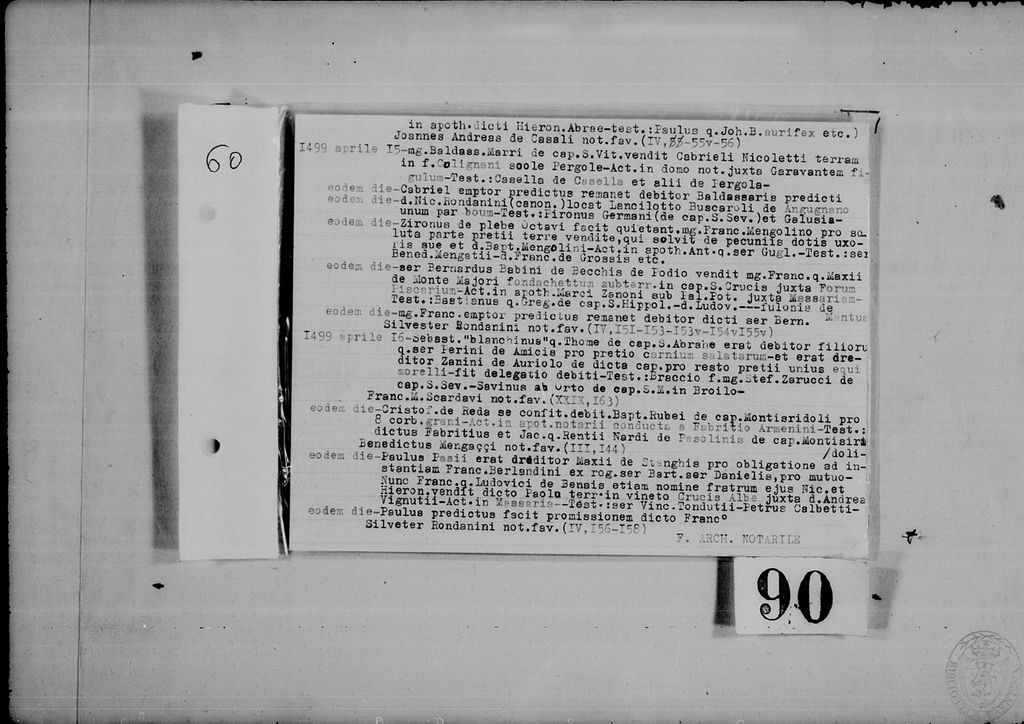 60
in apoth.dicti Hieron.Abrae-test.:Paulus q.Joh.B.aurifex etc.)
Joannes Andreas de Casali not.fav.(IV,55-55v-56)
I499 aprile I5-mg.Baldass.Marri de cap.S.Vit.vendit Gabrieli Nicoletti terram
in f.Colignani scole Pergole-Act.in domo not.juxta Garavantem fi-
gulum-Test.:Casella de Casella et alii de Pergola-
eodem die-Cabriel emptor predictus remanet debitor Baldassaris predicti
eodem die-d.Nic.Rondanini(canon.)locat Lancilotto Buscaroli de Angugnano
unum par boum-Test.:Pironus Germani(de cap.S.Sev.)et Galusia-
eodem die-Zironus de plebe Octavi facit quietant.mg.Franc.Mengolino pro so
luta parte pretii terre vendite,qui solvit de pecuniis dotis uxo-
ris sue et d.Bapt.Mengolini-Act.in apoth.Ant.q.ser Gugl.-Test.:ser
Bened.Mengatii-d.Franc.de Grossis etc.
eodem die-ser Bernardus Babini de Becchis de Podio vendit mg.Franc.q.Maxii
de Monte Majori fondachettum subterr.in cap.S.Crucis juxta Forum
Piscarium-Act.in apoth.Marci Zanoni sub Pal.Pot. juxta Massariam-
Test.:Bastianus q.Greg.de cap.S.Hippol.-d.Ludov.---fulonis de
Mantua
eodem die-mg.Franc.emptor predictus remanet debitor dicti ser Bern.
Silvester Rondanini not.fav.(IV,I5I-I53-I53v-I54vI55v)
I499 aprile I6-Sebast."blanchinus"q.Thome de cap.S.Abrahe erat debitor filioru
q.ser Perini de Amicis pro pretio carnium salatarum-et erat dre-
ditor Zanini de Auriolo de dicta cap.pro resto pretii unius equi
morelli-fit delegatio debiti-Test.:Braccio f.mg.Stef.Zarucci de
cap.S.Sev.-Savinus ab Orto de cap.S.M.in Broilo-
Franc.M.Scardavi not.fav.(XXIX,I63)
eodem die-Cristof.de Reda se confit.debit.Bapt.Rubei de cap.Montisridoli pro
8 corb.grani-Act.in apot.notarii conducta a Fabritio Armenini-Test.:
dictus Fabritius et Jac.q.Rentii Nardi de Pasolinis de cap.Montisiri
Benedictus Mengaççi not.fav.(III,I44) /doli-
eodem die-Paulus Pasii erat dreditor Maxii de Stanghis pro obligatione ad in-
stantiam Franc.Berlandini ex rog.ser Bart.ser Danielis,pro mutuo-
Nunc Franc.q.Ludovici de Benais etiam nomine fratrum ejus Nic.et
Hieron.vendit dicto Paolo terr.in vineto Crucis Albe juxta d.Andrea
Vignutii-Act.in Massaria--Test.:ser Vinc.Tondutii-Petrus Calbetti-
eodem die-Paulus predictus facit promissionem dicto Franc°
Silveter Rondanini not.fav.(IV,I56-I58)
F. ARCH. NOTARILE
90